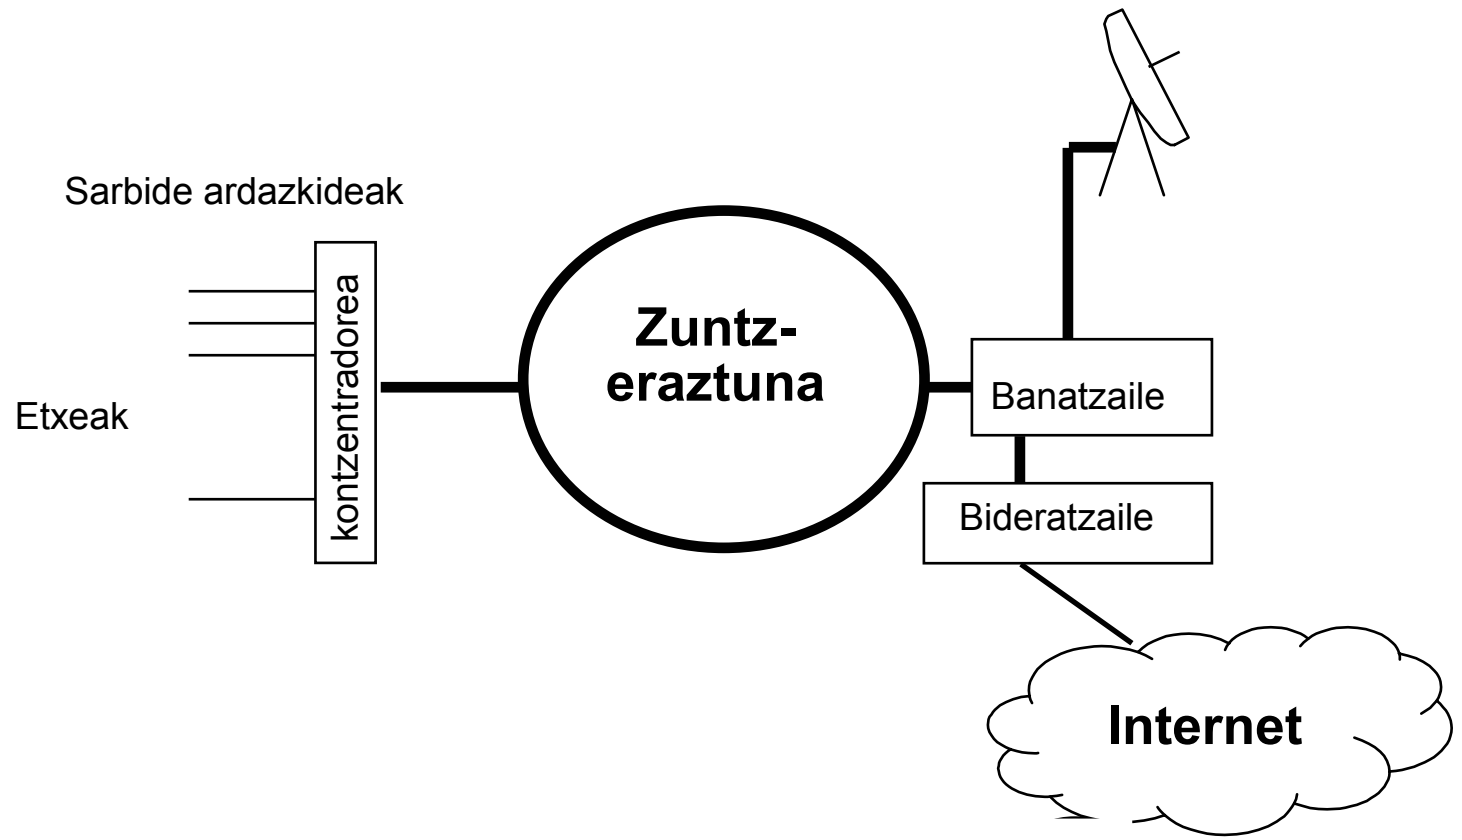 Sarbide ardazkideak
Etxeak
kontzentradorea
Zuntz-
eraztuna
Banatzaile
Bideratzaile
Internet